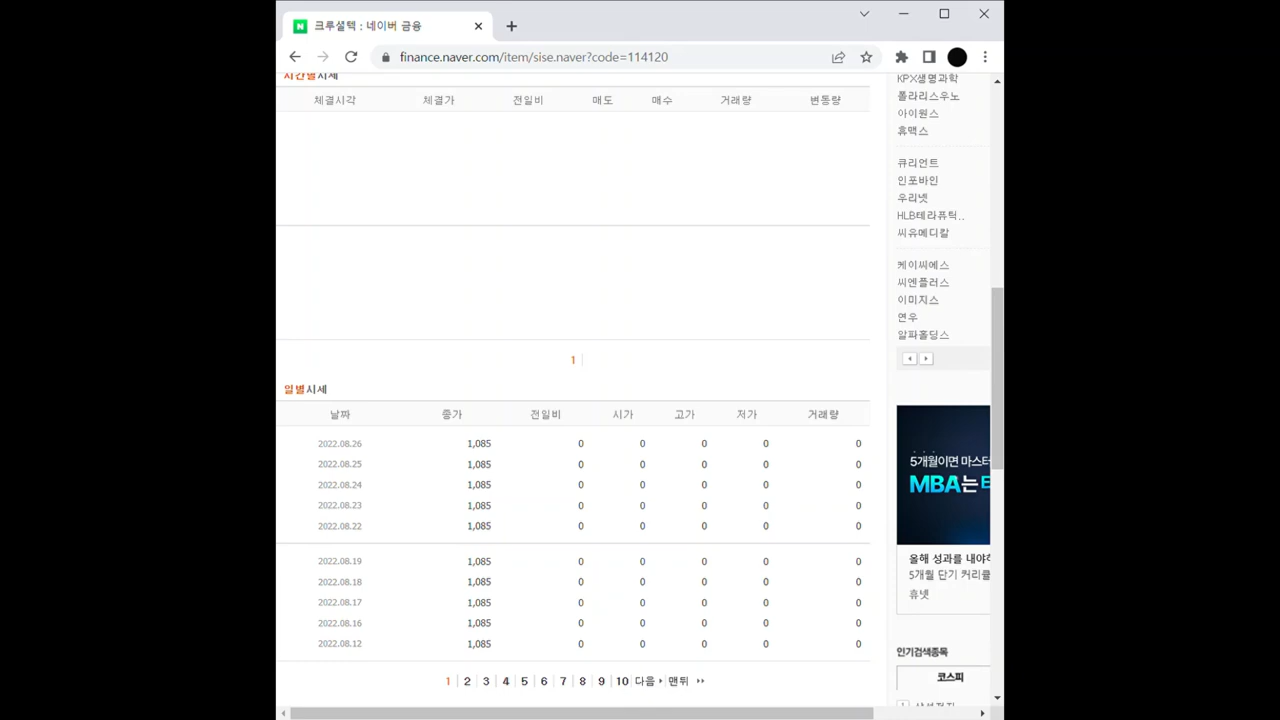 크루셜텍 : 네이버 금융
finance.naver.com/item/sise.naver?code=114120
시간별시세
체결시각 체결가 전일비 매도 매수 거래량 변동량
1
일별시세
날짜 종가 전일비 시가 고가 저가 거래량
2022.08.26 1,085 0 0 0 0 0
2022.08.25 1,085 0 0 0 0 0
2022.08.24 1,085 0 0 0 0 0
2022.08.23 1,085 0 0 0 0 0
2022.08.22 1,085 0 0 0 0 0
2022.08.19 1,085 0 0 0 0 0
2022.08.18 1,085 0 0 0 0 0
2022.08.17 1,085 0 0 0 0 0
2022.08.16 1,085 0 0 0 0 0
2022.08.12 1,085 0 0 0 0 0
1 2 3 4 5 6 7 8 9 10 다음 맨뒤
KPX생명과학
폴라리스우노
아이원스
휴맥스
큐리언트
인포바인
우리넷
HLB테라퓨틱..
씨유메디칼
케이씨에스
씨엔플러스
이미지스
연우
알파홀딩스
5개월이면 마스터
MBA는
올해 성과를 내야
5개월 단기 커리큘
휴넷
인기검색종목
코스피
1